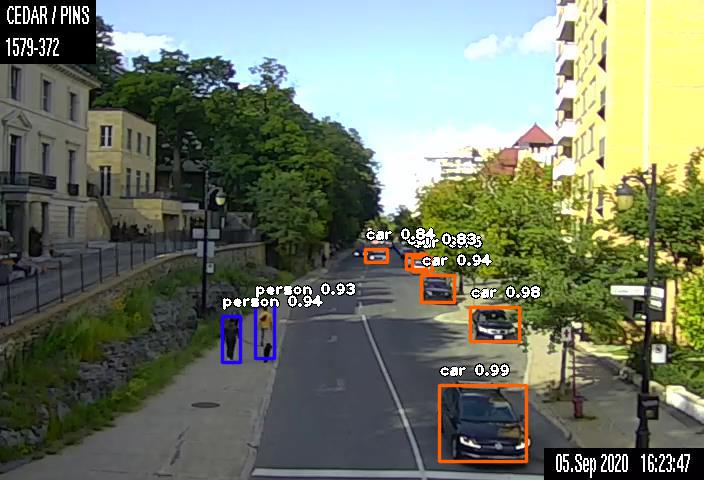 CEDAR / PINS
1579-372
car 0.84
car 0.94
person 0.93
person 0.94
car 0.98
car 0.99
05.Sep 2020 16:23:47